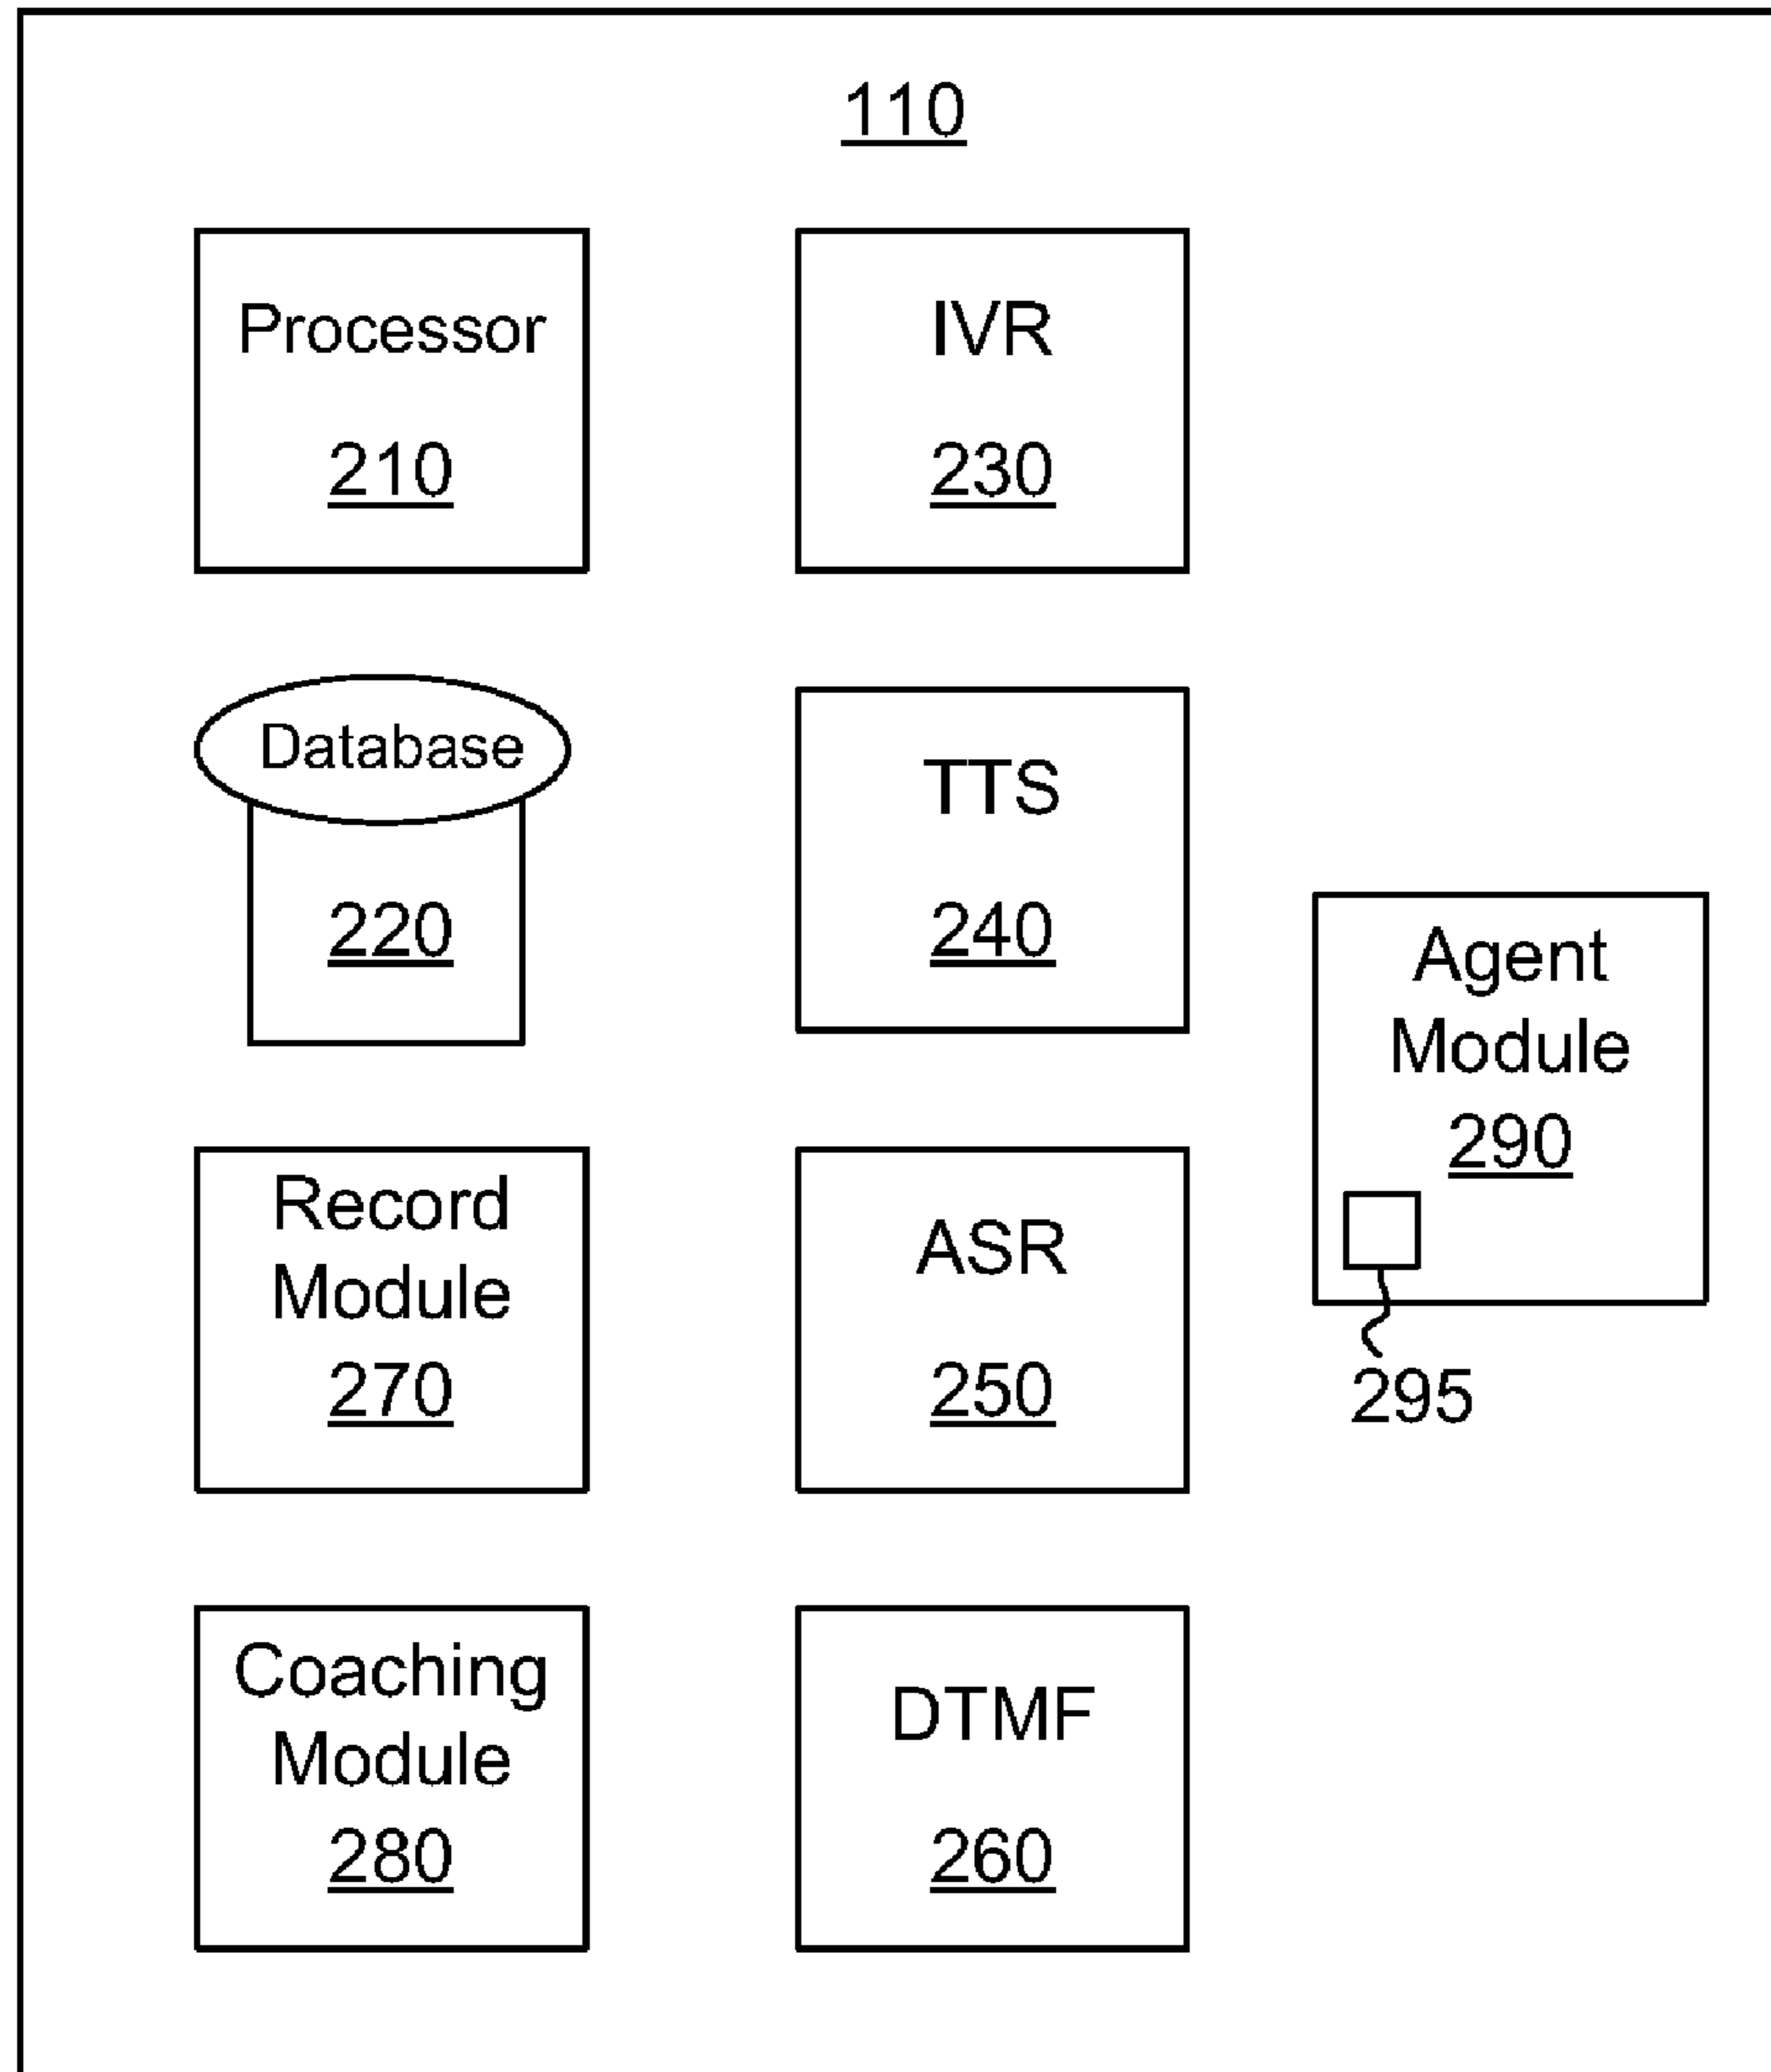 110
Processor
210
IVR
230
Database
220
TTS
240
Agent
Module
290
295
Record
Module
270
ASR
250
Coaching
Module
280
DTMF
260